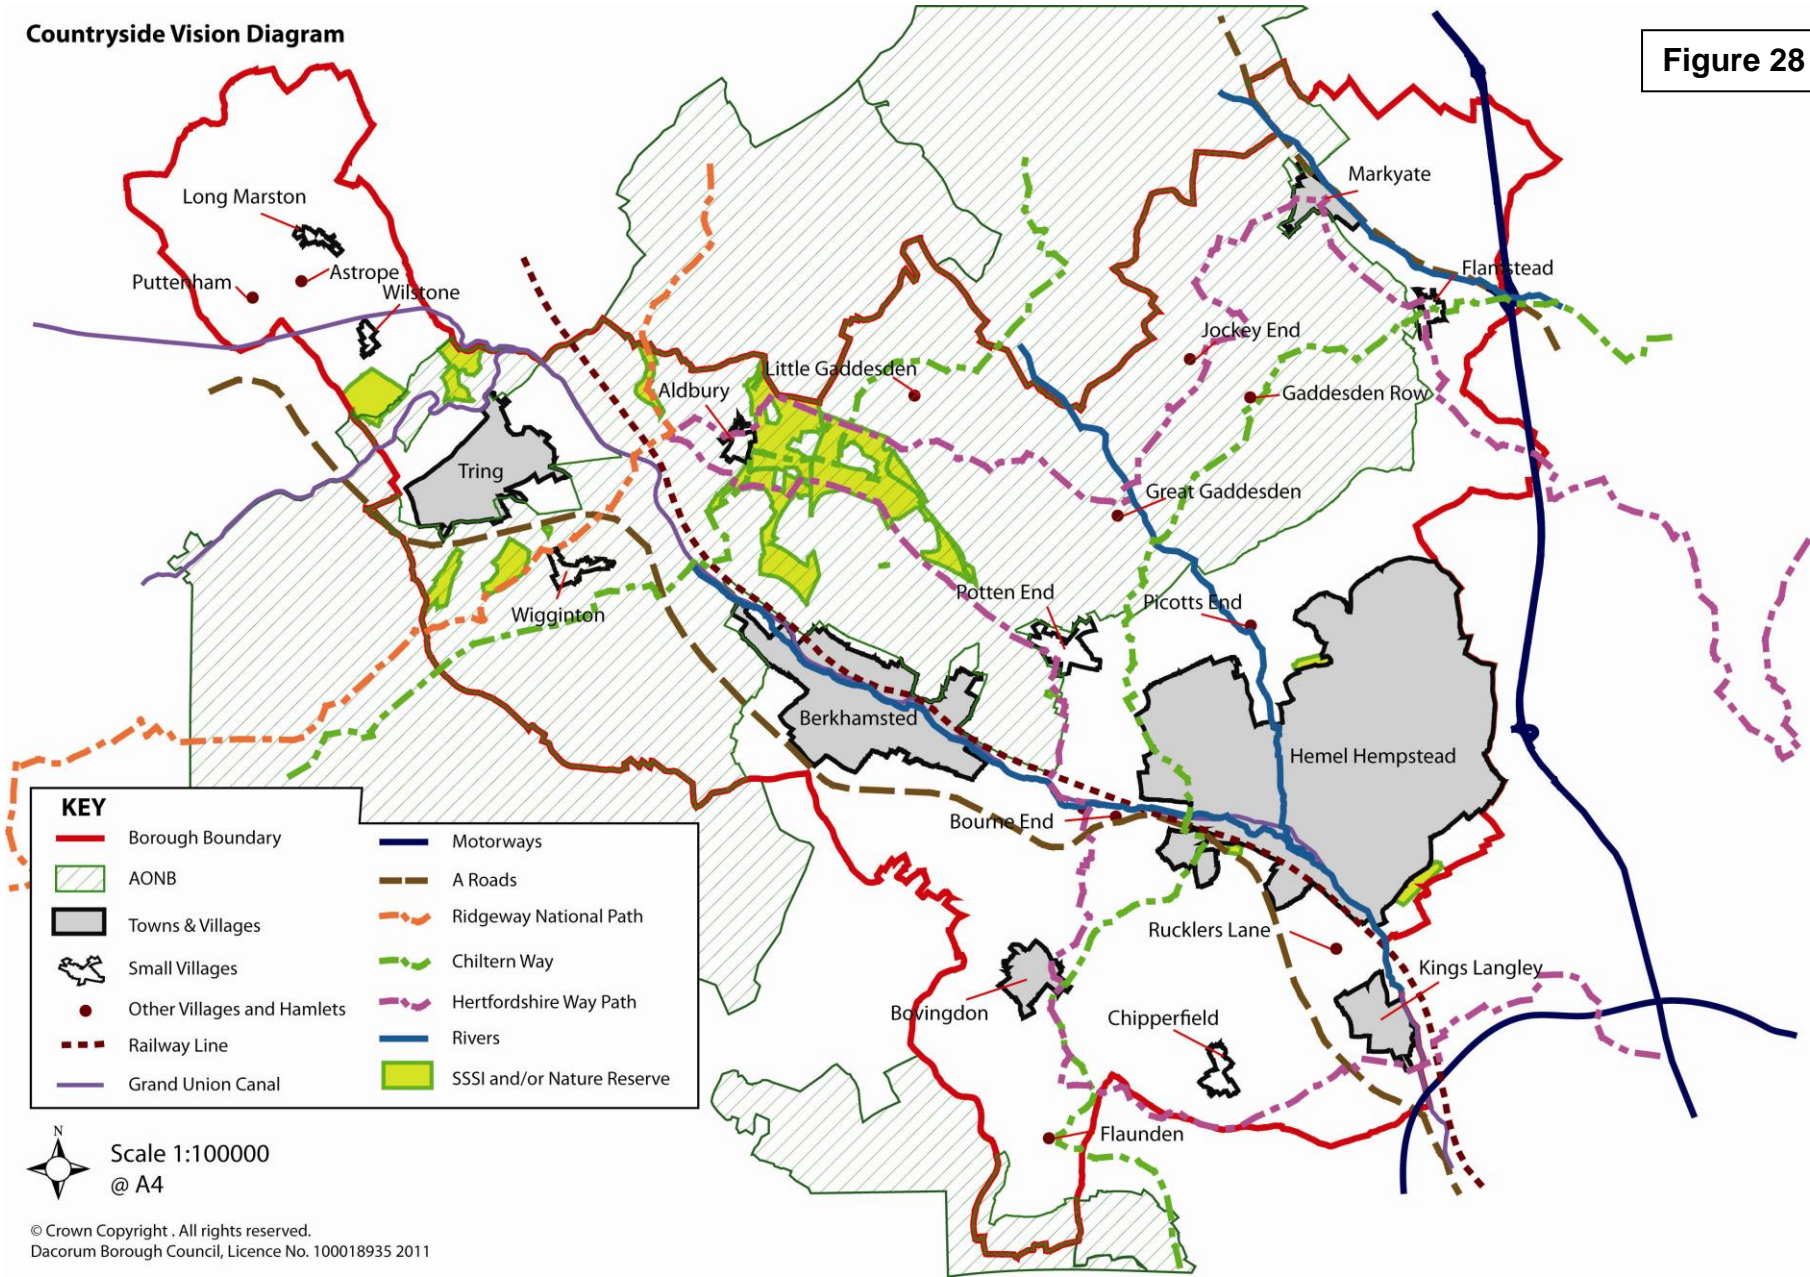 Countryside Vision Diagram
Figure 28
Markyate
Long Marston
Flamstead
Astrope
Puttenham
Wilstone
Jockey End
Little Gaddesden
Aldbury
Gaddesden Row
Tring
Great Gaddesden
Potten End
Picotts End
Wigginton
Berkhamsted
Hemel Hempstead
Bourne End
Rucklers Lane
Kings Langley
Bovingdon
Chipperfield
Flaunden
KEY
Borough Boundary
AONB
Towns & Villages
Small Villages
Other Villages and Hamlets
Railway Line
Grand Union Canal
Motorways
A Roads
Ridgeway National Path
Chiltern Way
Hertfordshire Way Path
Rivers
SSSI and/or Nature Reserve
N
Scale 1:100000
@ A4
© Crown Copyright . All rights reserved.
Dacorum Borough Council, Licence No. 100018935 2011